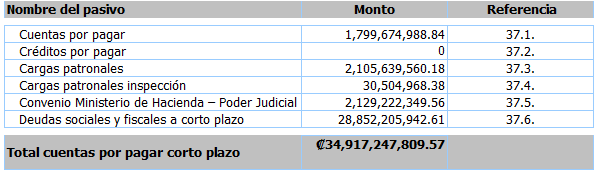 Nombre del pasivo Monto Referencia
Cuentas por pagar 1,799,674,988.84 37.1.
Créditos por pagar 0 37.2.
Cargas patronales 2,105,639,560.18 37.3.
Cargas patronales inspección 30,504,968.38 37.4.
Convenio Ministerio de Hacienda – Poder Judicial 2,129,222,349.56 37.5.
Deudas sociales y fiscales a corto plazo 28,852,205,942.61 37.6.
Total cuentas por pagar corto plazo ₡34,917,247,809.57